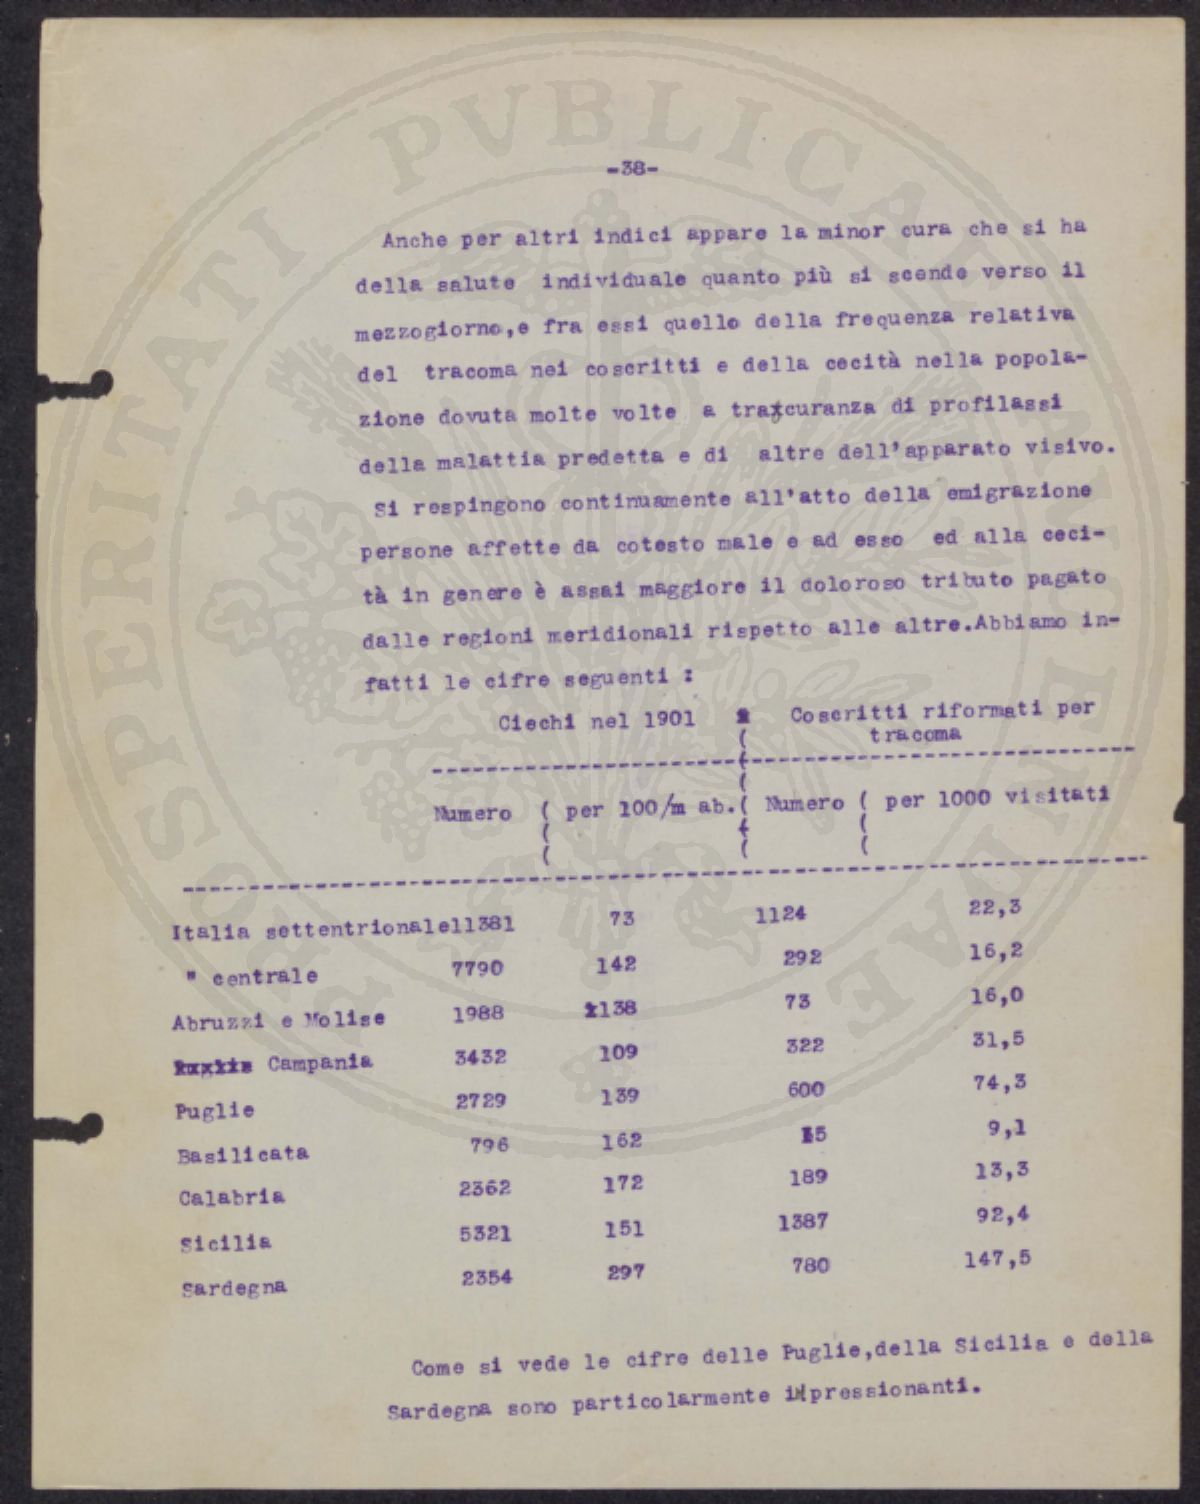 -38-
Anche per altri indici appare la minor cura che si ha
della salute individuale quanto più si scende verso il
mezzogiorno,e fra essi quello della frequenza relativa
del tracoma nei coscritti e della cecità nella popola-
zione dovuta molte volte a trascuranza di profilassi
della malattia predetta e di altre dell'apparato visivo.
Si respingono continuamente all'atto della emigrazione
persone affette da cotesto male e ad esso ed alla ceci-
tà in genere è assai maggiore il doloroso tributo pagato
dalle regioni meridionali rispetto alle altre.Abbiamo in-
fatti le cifre seguenti :
Ciechi nel 1901 ( Coscritti riformati per
tracoma
Numero ( per 100/m ab.( Numero ( per 1000 visitati
Italia settentrionale11381 73 1124 22,3
" centrale 7790 142 292 16,2
Abruzzi e Molise 1988 138 73 16,0
Campania 3432 109 322 31,5
Puglie 2729 139 600 74,3
Basilicata 796 162 15 9,1
Calabria 2362 172 189 13,3
Sicilia 5321 151 1387 92,4
Sardegna 2354 297 780 147,5
Come si vede le cifre delle Puglie,della Sicilia e della
Sardegna sono particolarmente impressionanti.
PROSPERITATI PVBLICAE AVGENDAE